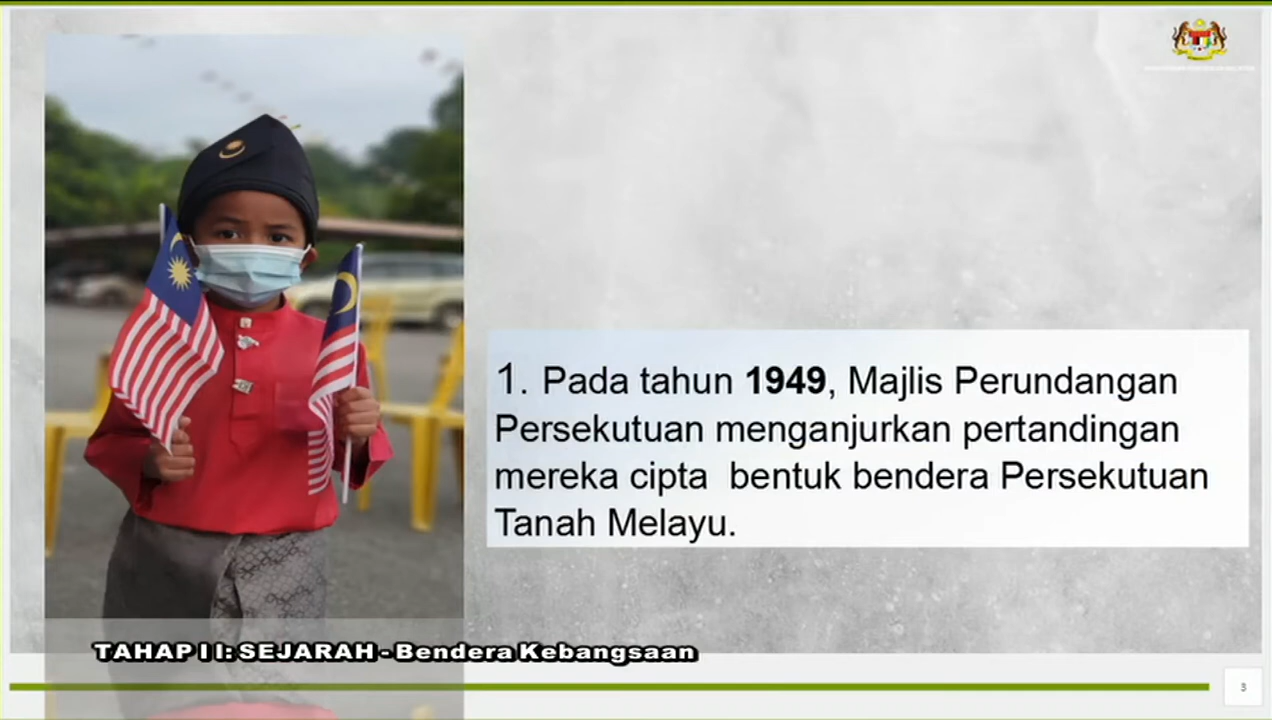 1. Pada tahun 1949, Majlis Perundangan
Persekutuan menganjurkan pertandingan
mereka cipta bentuk bendera Persekutuan
Tanah Melayu.
TAHAP II: SEJARAH - Bendera Kebangsaan
3